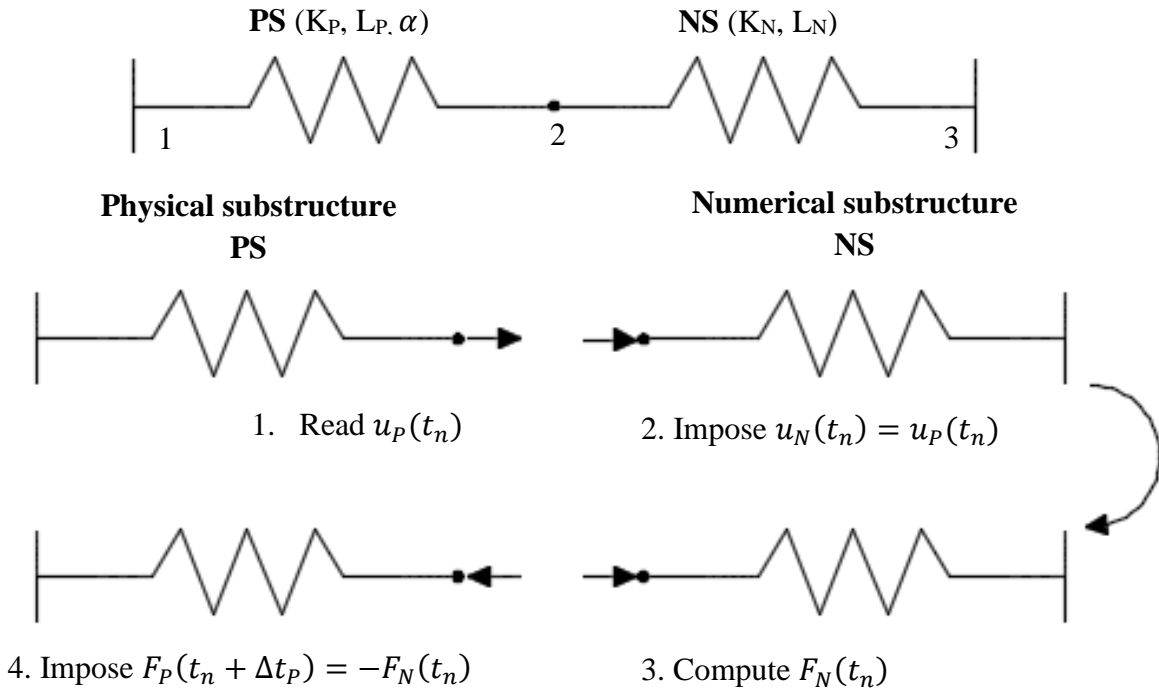 PS (K_P, L_P, α) NS (K_N, L_N)
1 2 3
Physical substructure Numerical substructure
PS NS
1. Read u_P(t_n) 2. Impose u_N(t_n) = u_P(t_n)
4. Impose F_P(t_n + Δt_P) = −F_N(t_n) 3. Compute F_N(t_n)